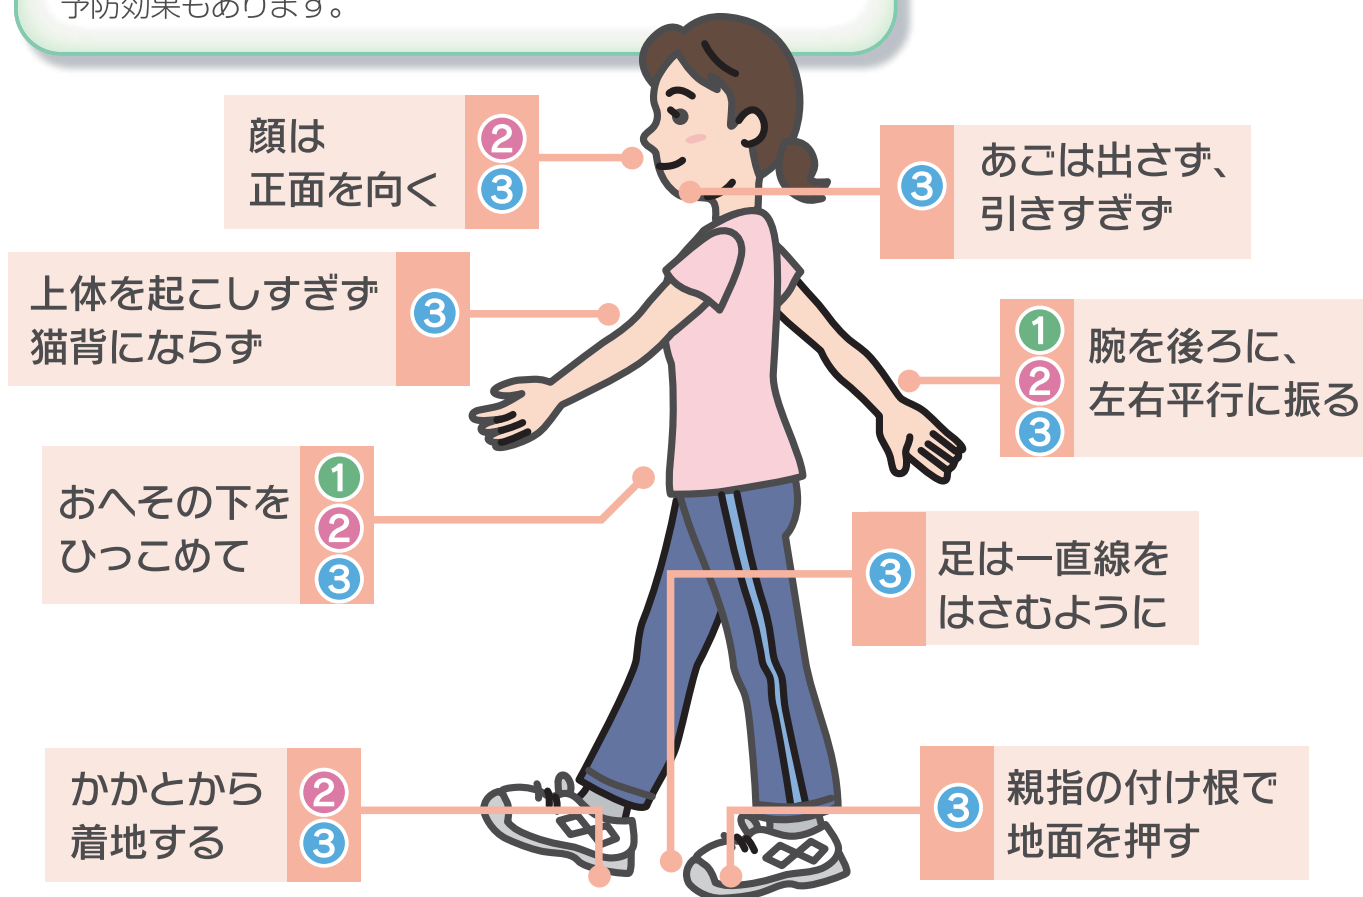 予防効果もあります。
顔は
正面を向く
2
3
3
あごは出さず、
引きすぎず
上体を起こしすぎず
猫背にならず
3
1
2
3
腕を後ろに、
左右平行に振る
おへその下を
ひっこめて
1
2
3
3
足は一直線を
はさむように
かかとから
着地する
2
3
3
親指の付け根で
地面を押す